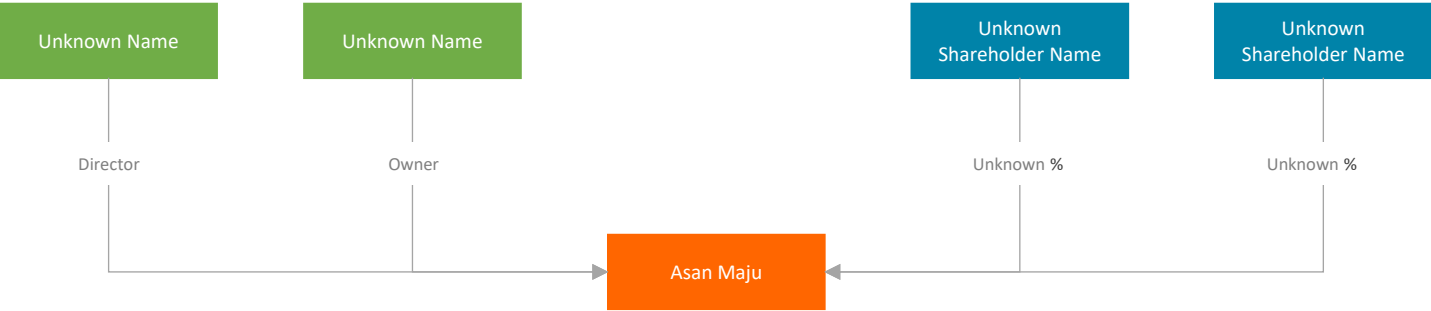 Unknown Name
Unknown Name
Unknown
Shareholder Name
Unknown
Shareholder Name
Director
Owner
Unknown %
Unknown %
Asan Maju